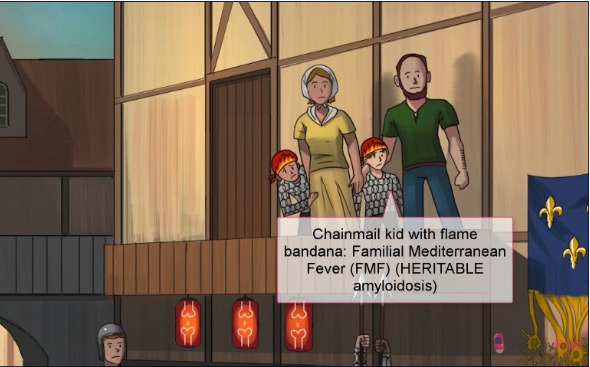 Chainmail kid with flame
bandana: Familial Mediterranean
Fever (FMF) (HERITABLE
amyloidosis)